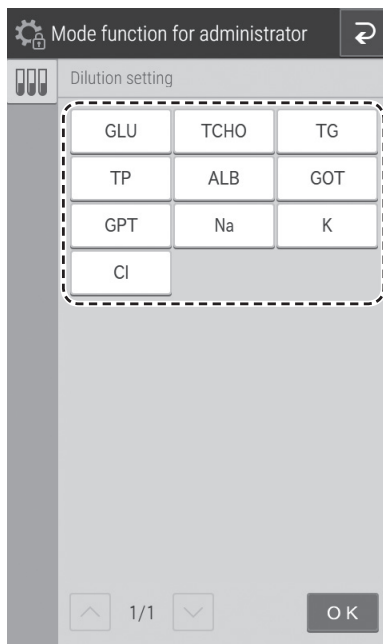 Mode function for administrator
Dilution setting
GLU TCHO TG
TP ALB GOT
GPT Na K
Cl
1/1 OK